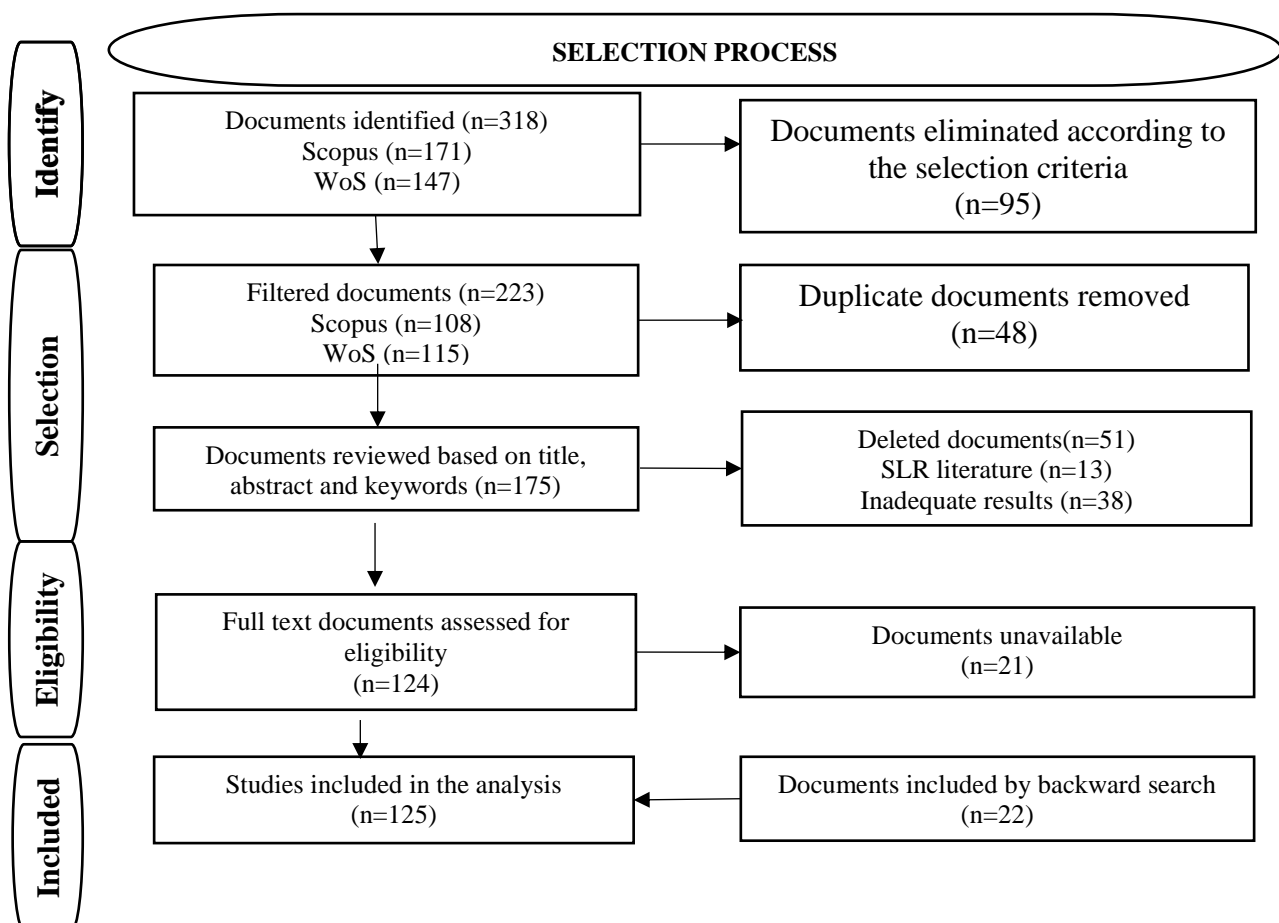 SELECTION PROCESS
Identify
Documents identified (n=318)
Scopus (n=171)
WoS (n=147)
Documents eliminated according to
the selection criteria
(n=95)
Selection
Filtered documents (n=223)
Scopus (n=108)
WoS (n=115)
Duplicate documents removed
(n=48)
Documents reviewed based on title,
abstract and keywords (n=175)
Deleted documents(n=51)
SLR literature (n=13)
Inadequate results (n=38)
Eligibility
Full text documents assessed for
eligibility
(n=124)
Documents unavailable
(n=21)
Included
Studies included in the analysis
(n=125)
Documents included by backward search
(n=22)